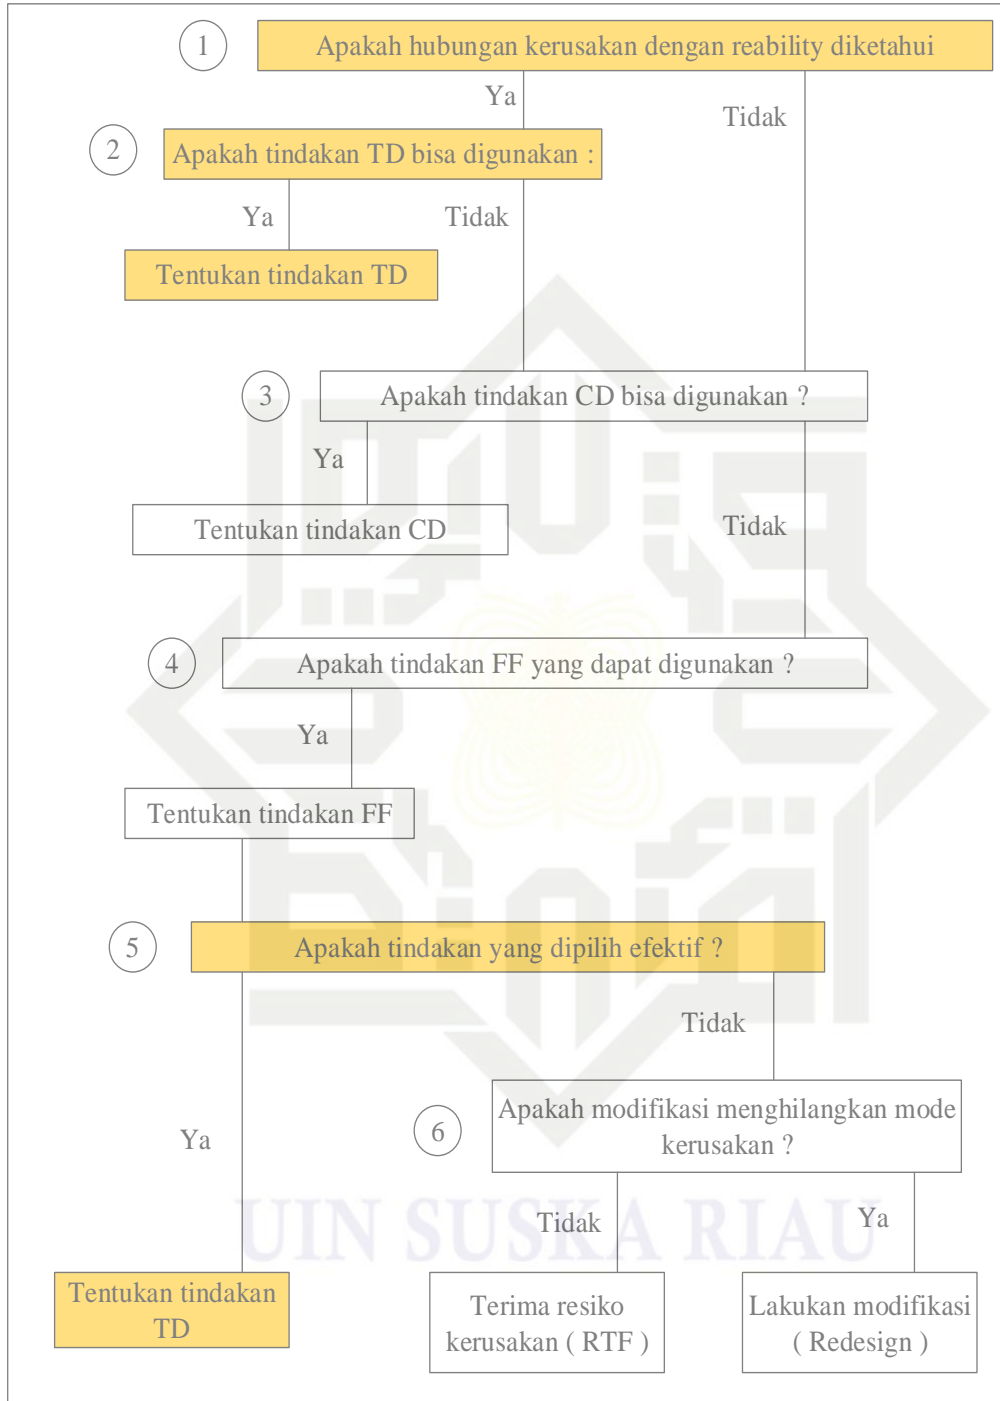 1
Apakah hubungan kerusakan dengan reability diketahui
Ya
Tidak
2
Apakah tindakan TD bisa digunakan :
Ya
Tidak
Tentukan tindakan TD
3
Apakah tindakan CD bisa digunakan ?
Ya
Tentukan tindakan CD
Tidak
4
Apakah tindakan FF yang dapat digunakan ?
Ya
Tentukan tindakan FF
5
Apakah tindakan yang dipilih efektif ?
Tidak
Ya
6
Apakah modifikasi menghilangkan mode
kerusakan ?
Tidak
Ya
UIN SUSKA RIAU
Tentukan tindakan
TD
Terima resiko
kerusakan ( RTF )
Lakukan modifikasi
( Redesign )